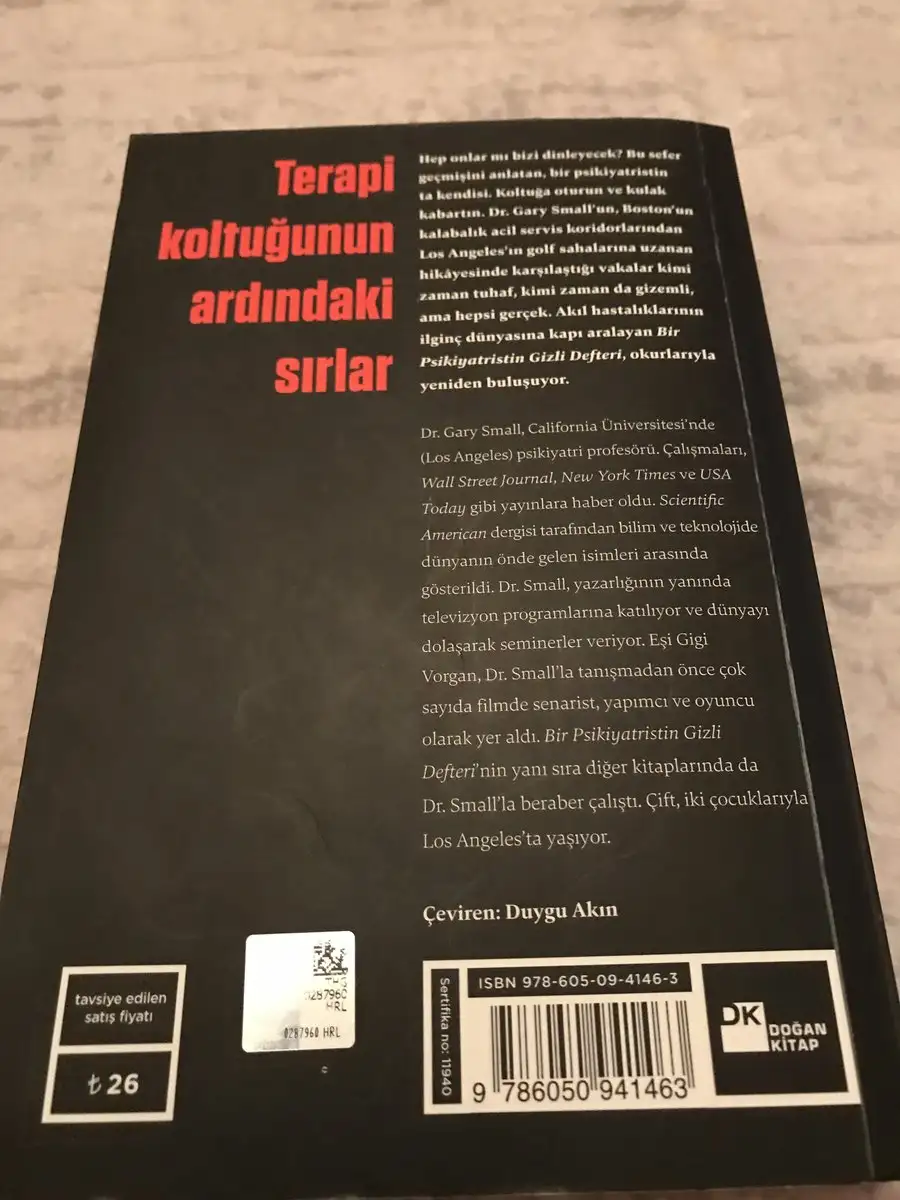 Terapi
koltuğunun
ardındaki
sırlar
Hep onlar mı bizi dinleyecek? Bu sefer
geçmişini anlatan, bir psikiyatristin
ta kendisi. Koltuğa oturun ve kulak
kabartın. Dr. Gary Small'un, Boston'un
kalabalık acil servis koridorlarından
Los Angeles'ın golf sahalarına uzanan
hikâyesinde karşılaştığı vakalar kimi
zaman tuhaf, kimi zaman da gizemli,
ama hepsi gerçek. Akıl hastalıklarının
ilginç dünyasına kapı aralayan Bir
Psikiyatristin Gizli Defteri, okurlarıyla
yeniden buluşuyor.
Dr. Gary Small, California Üniversitesi'nde
(Los Angeles) psikiyatri profesörü. Çalışmaları,
Wall Street Journal, New York Times ve USA
Today gibi yayınlara haber oldu. Scientific
American dergisi tarafından bilim ve teknolojide
dünyanın önde gelen isimleri arasında
gösterildi. Dr. Small, yazarlığının yanında
televizyon programlarına katılıyor ve dünyayı
dolaşarak seminerler veriyor. Eşi Gigi
Vorgan, Dr. Small'la tanışmadan önce çok
sayıda filmde senarist, yapımcı ve oyuncu
olarak yer aldı. Bir Psikiyatristin Gizli
Defteri'nin yanı sıra diğer kitaplarında da
Dr. Small'la beraber çalıştı. Çift, iki çocuklarıyla
Los Angeles'ta yaşıyor.
Çeviren: Duygu Akın
tavsiye edilen
satış fiyatı
₺ 26
0287960
HRL
0287960 HRL
Sertifika no: 11940
ISBN 978-605-09-4146-3
9 786050 941463
DK
DOĞAN
KİTAP